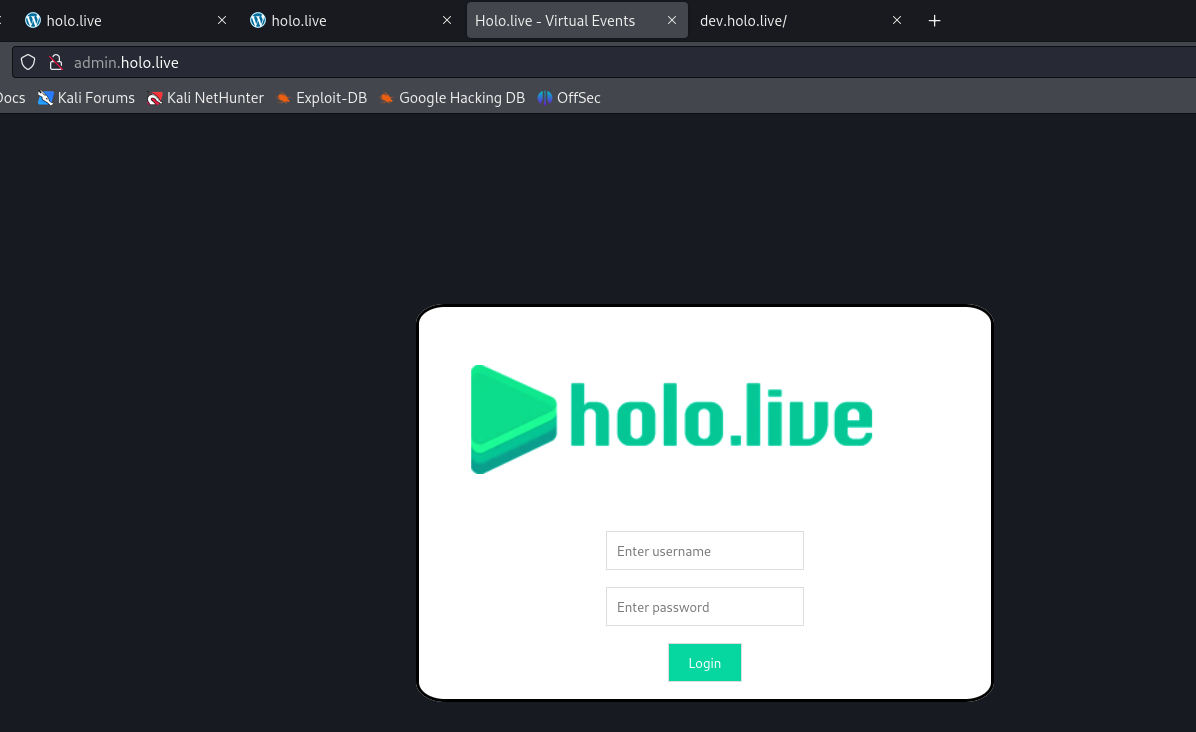 holo.live holo.live Holo.live - Virtual Events dev.holo.live/
admin.holo.live
Docs Kali Forums Kali NetHunter Exploit-DB Google Hacking DB OffSec
holo.live
Enter username
Enter password
Login